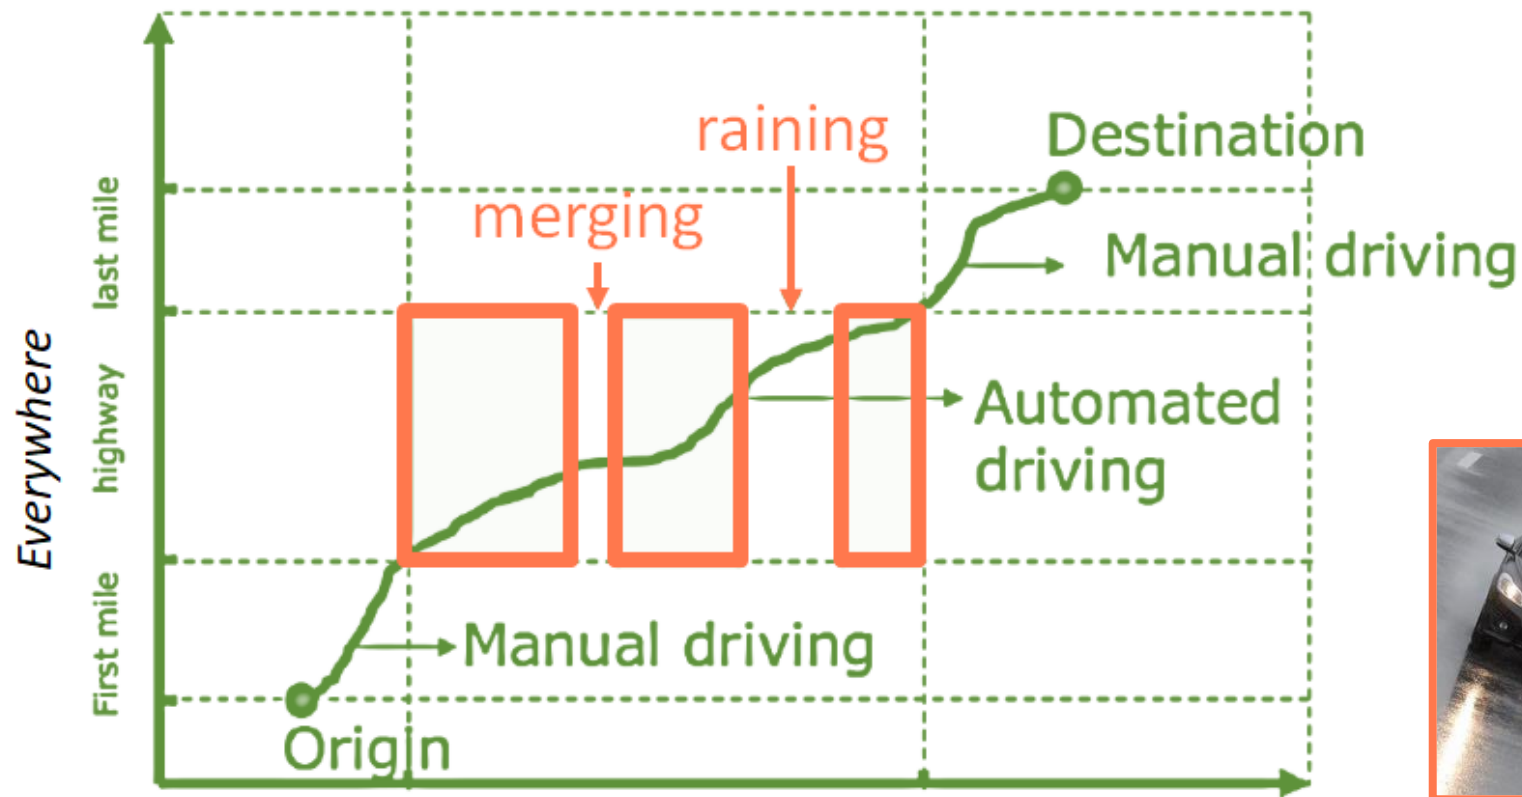 raining
Destination
merging
Manual driving
last mile
Everywhere
highway
Automated
driving
First mile
Manual driving
Origin